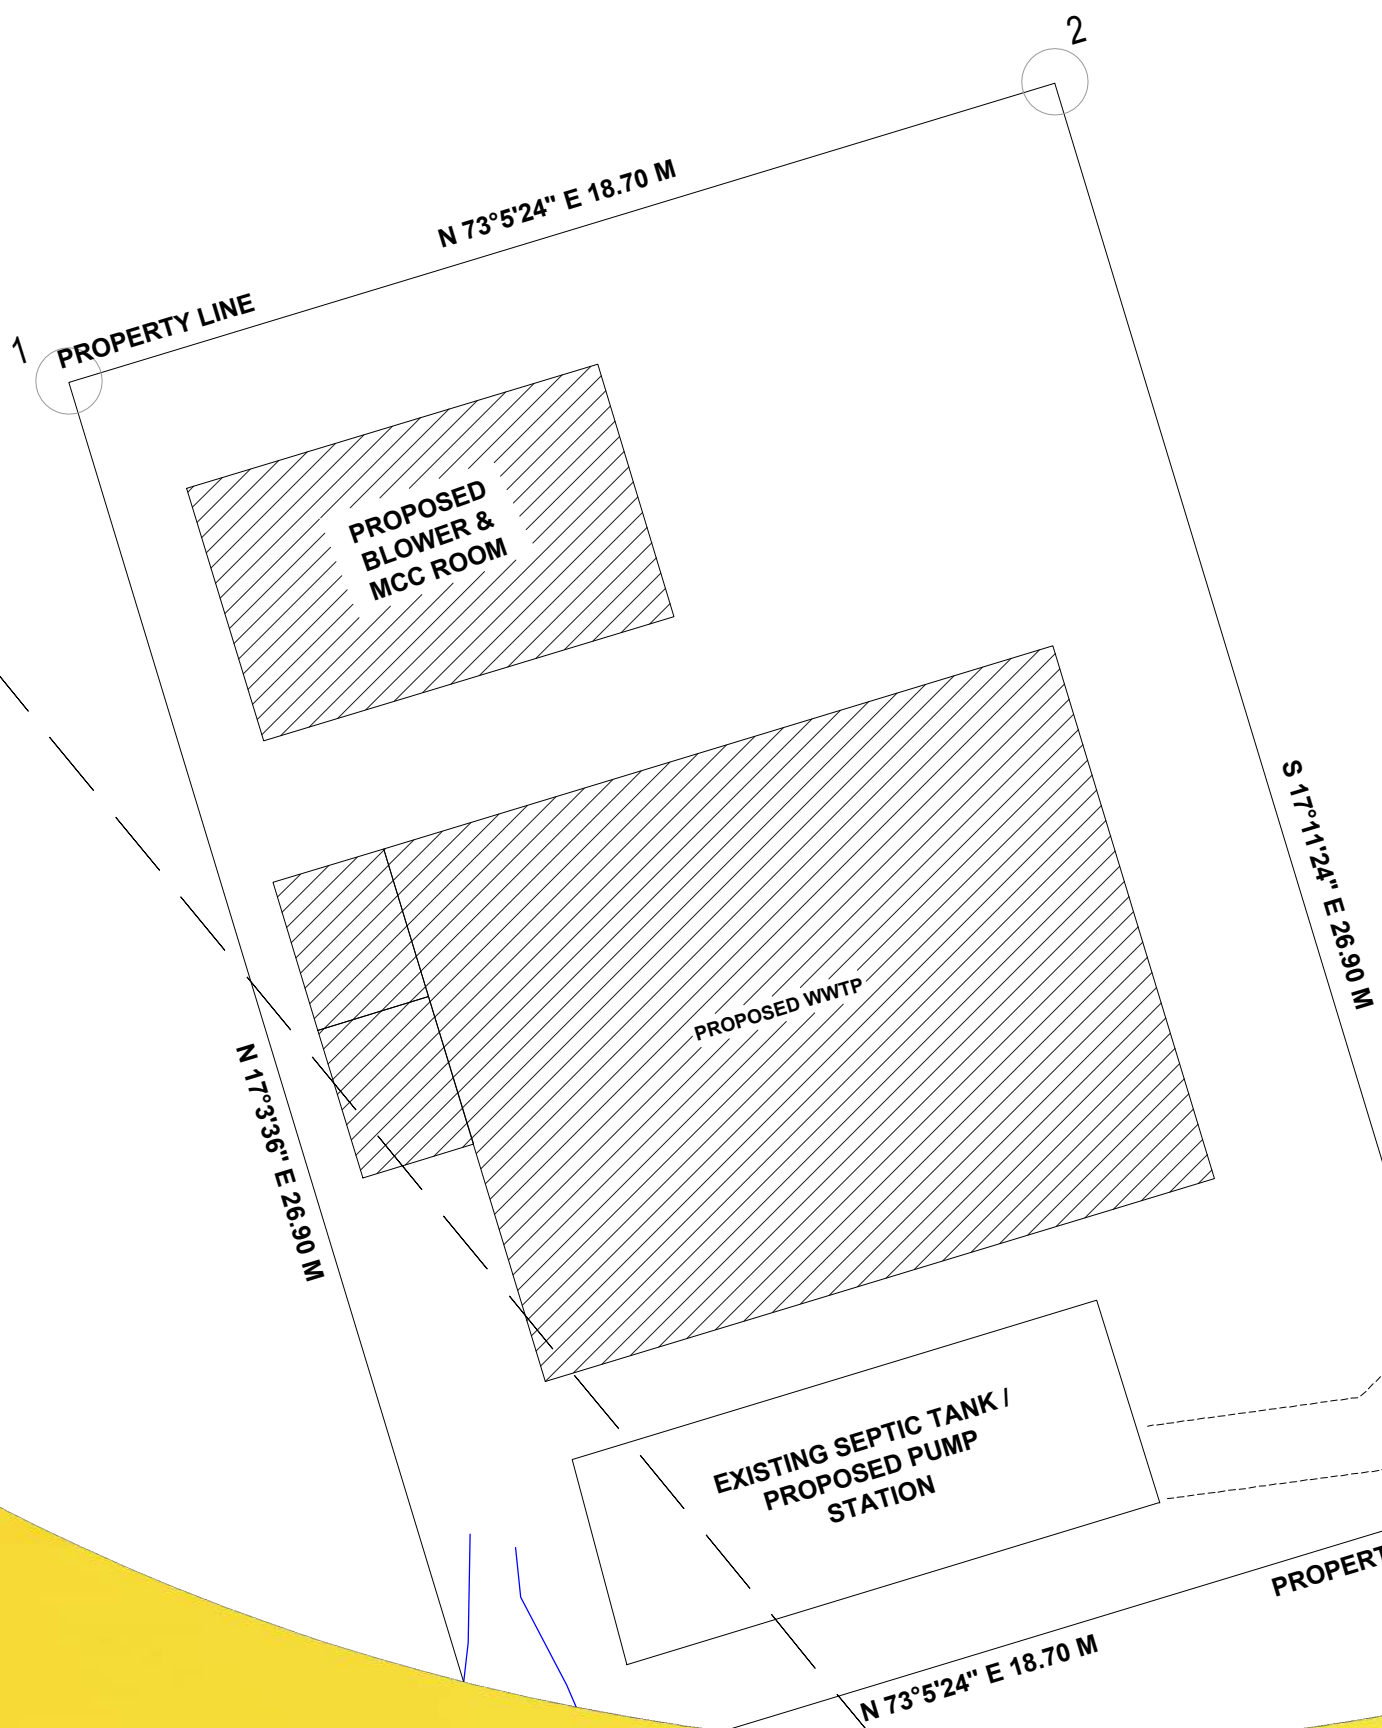 2
N 73°5'24" E 18.70 M
1
PROPERTY LINE
PROPOSED
BLOWER &
MCC ROOM
S 17°11'24" E 26.90 M
PROPOSED WWTP
N 17°3'36" E 26.90 M
EXISTING SEPTIC TANK /
PROPOSED PUMP
STATION
PROPERT
N 73°5'24" E 18.70 M